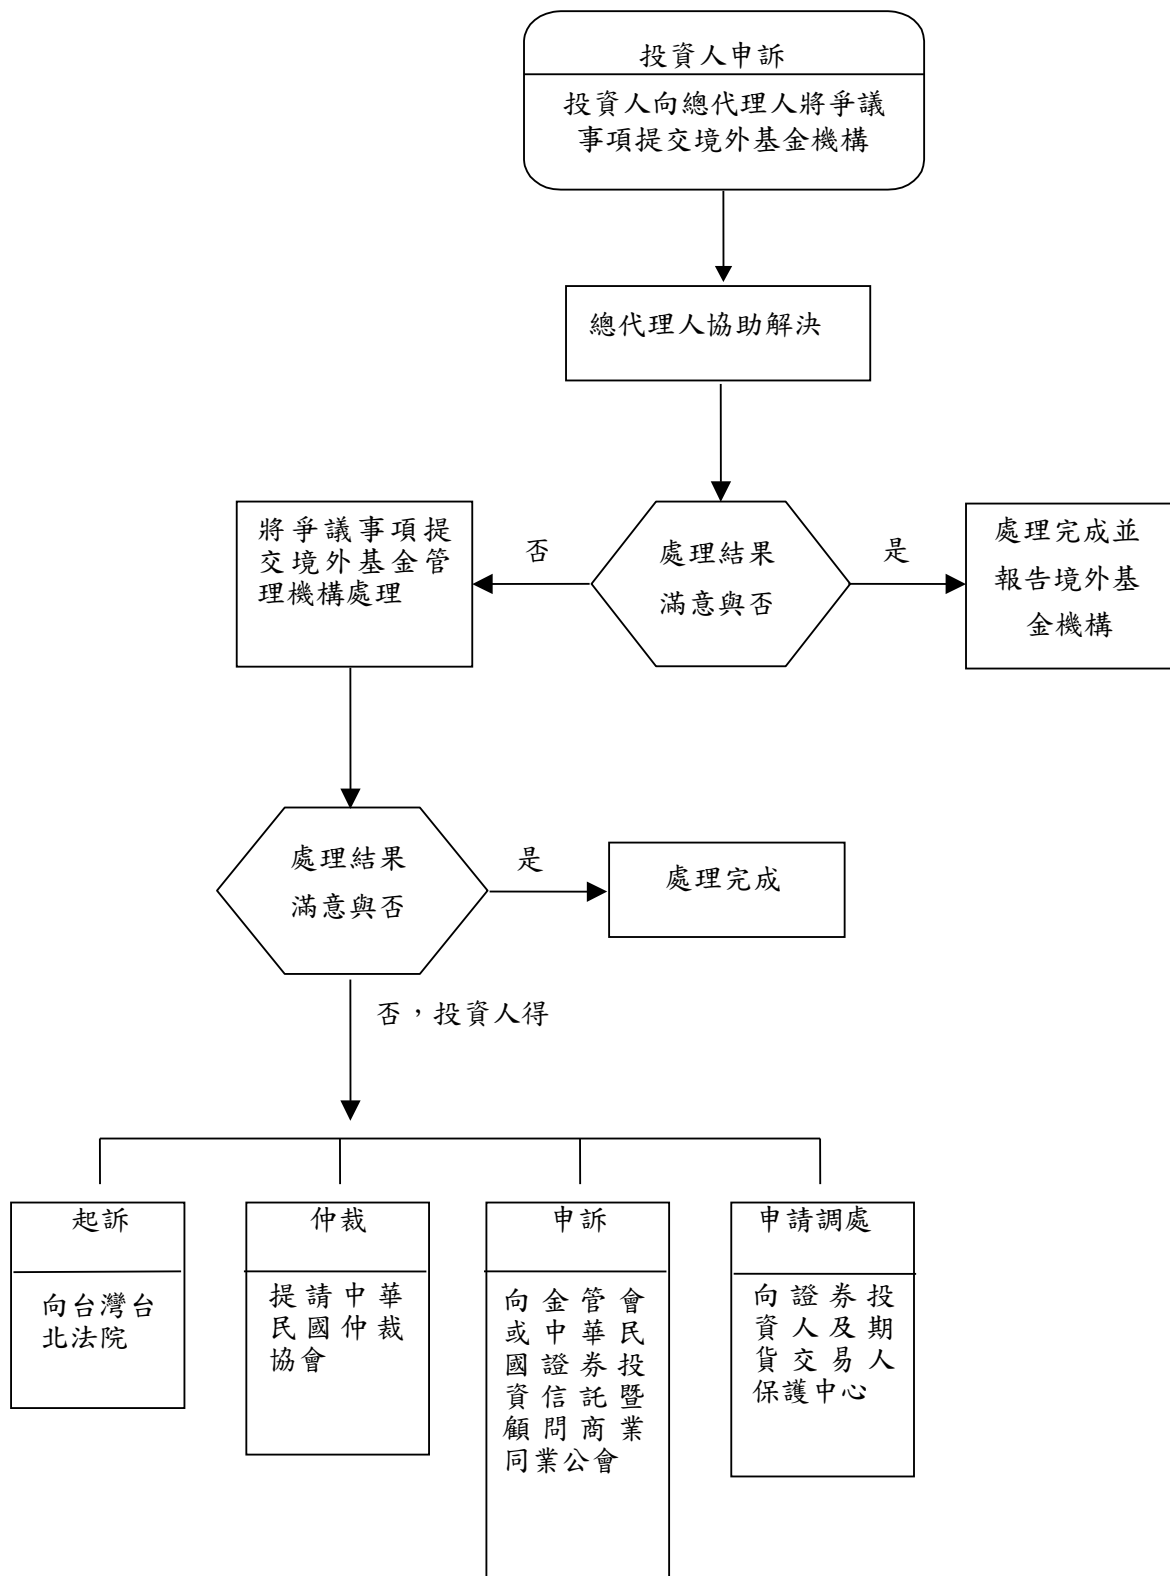 投資人申訴
投資人向總代理人將爭議
事項提交境外基金機構
總代理人協助解決
將爭議事項提
交境外基金管
理機構處理
否
處理結果
滿意與否
是
處理完成並
報告境外基
金機構
處理結果
滿意與否
是
處理完成
否，投資人得
起訴
向台灣台
北法院
仲裁
提請中華
民國仲裁
協會
申訴
向金管會
或中華民
國證券投
資信託暨
顧問商業
同業公會
申請調處
向證券投
資人及期
貨交易人
保護中心